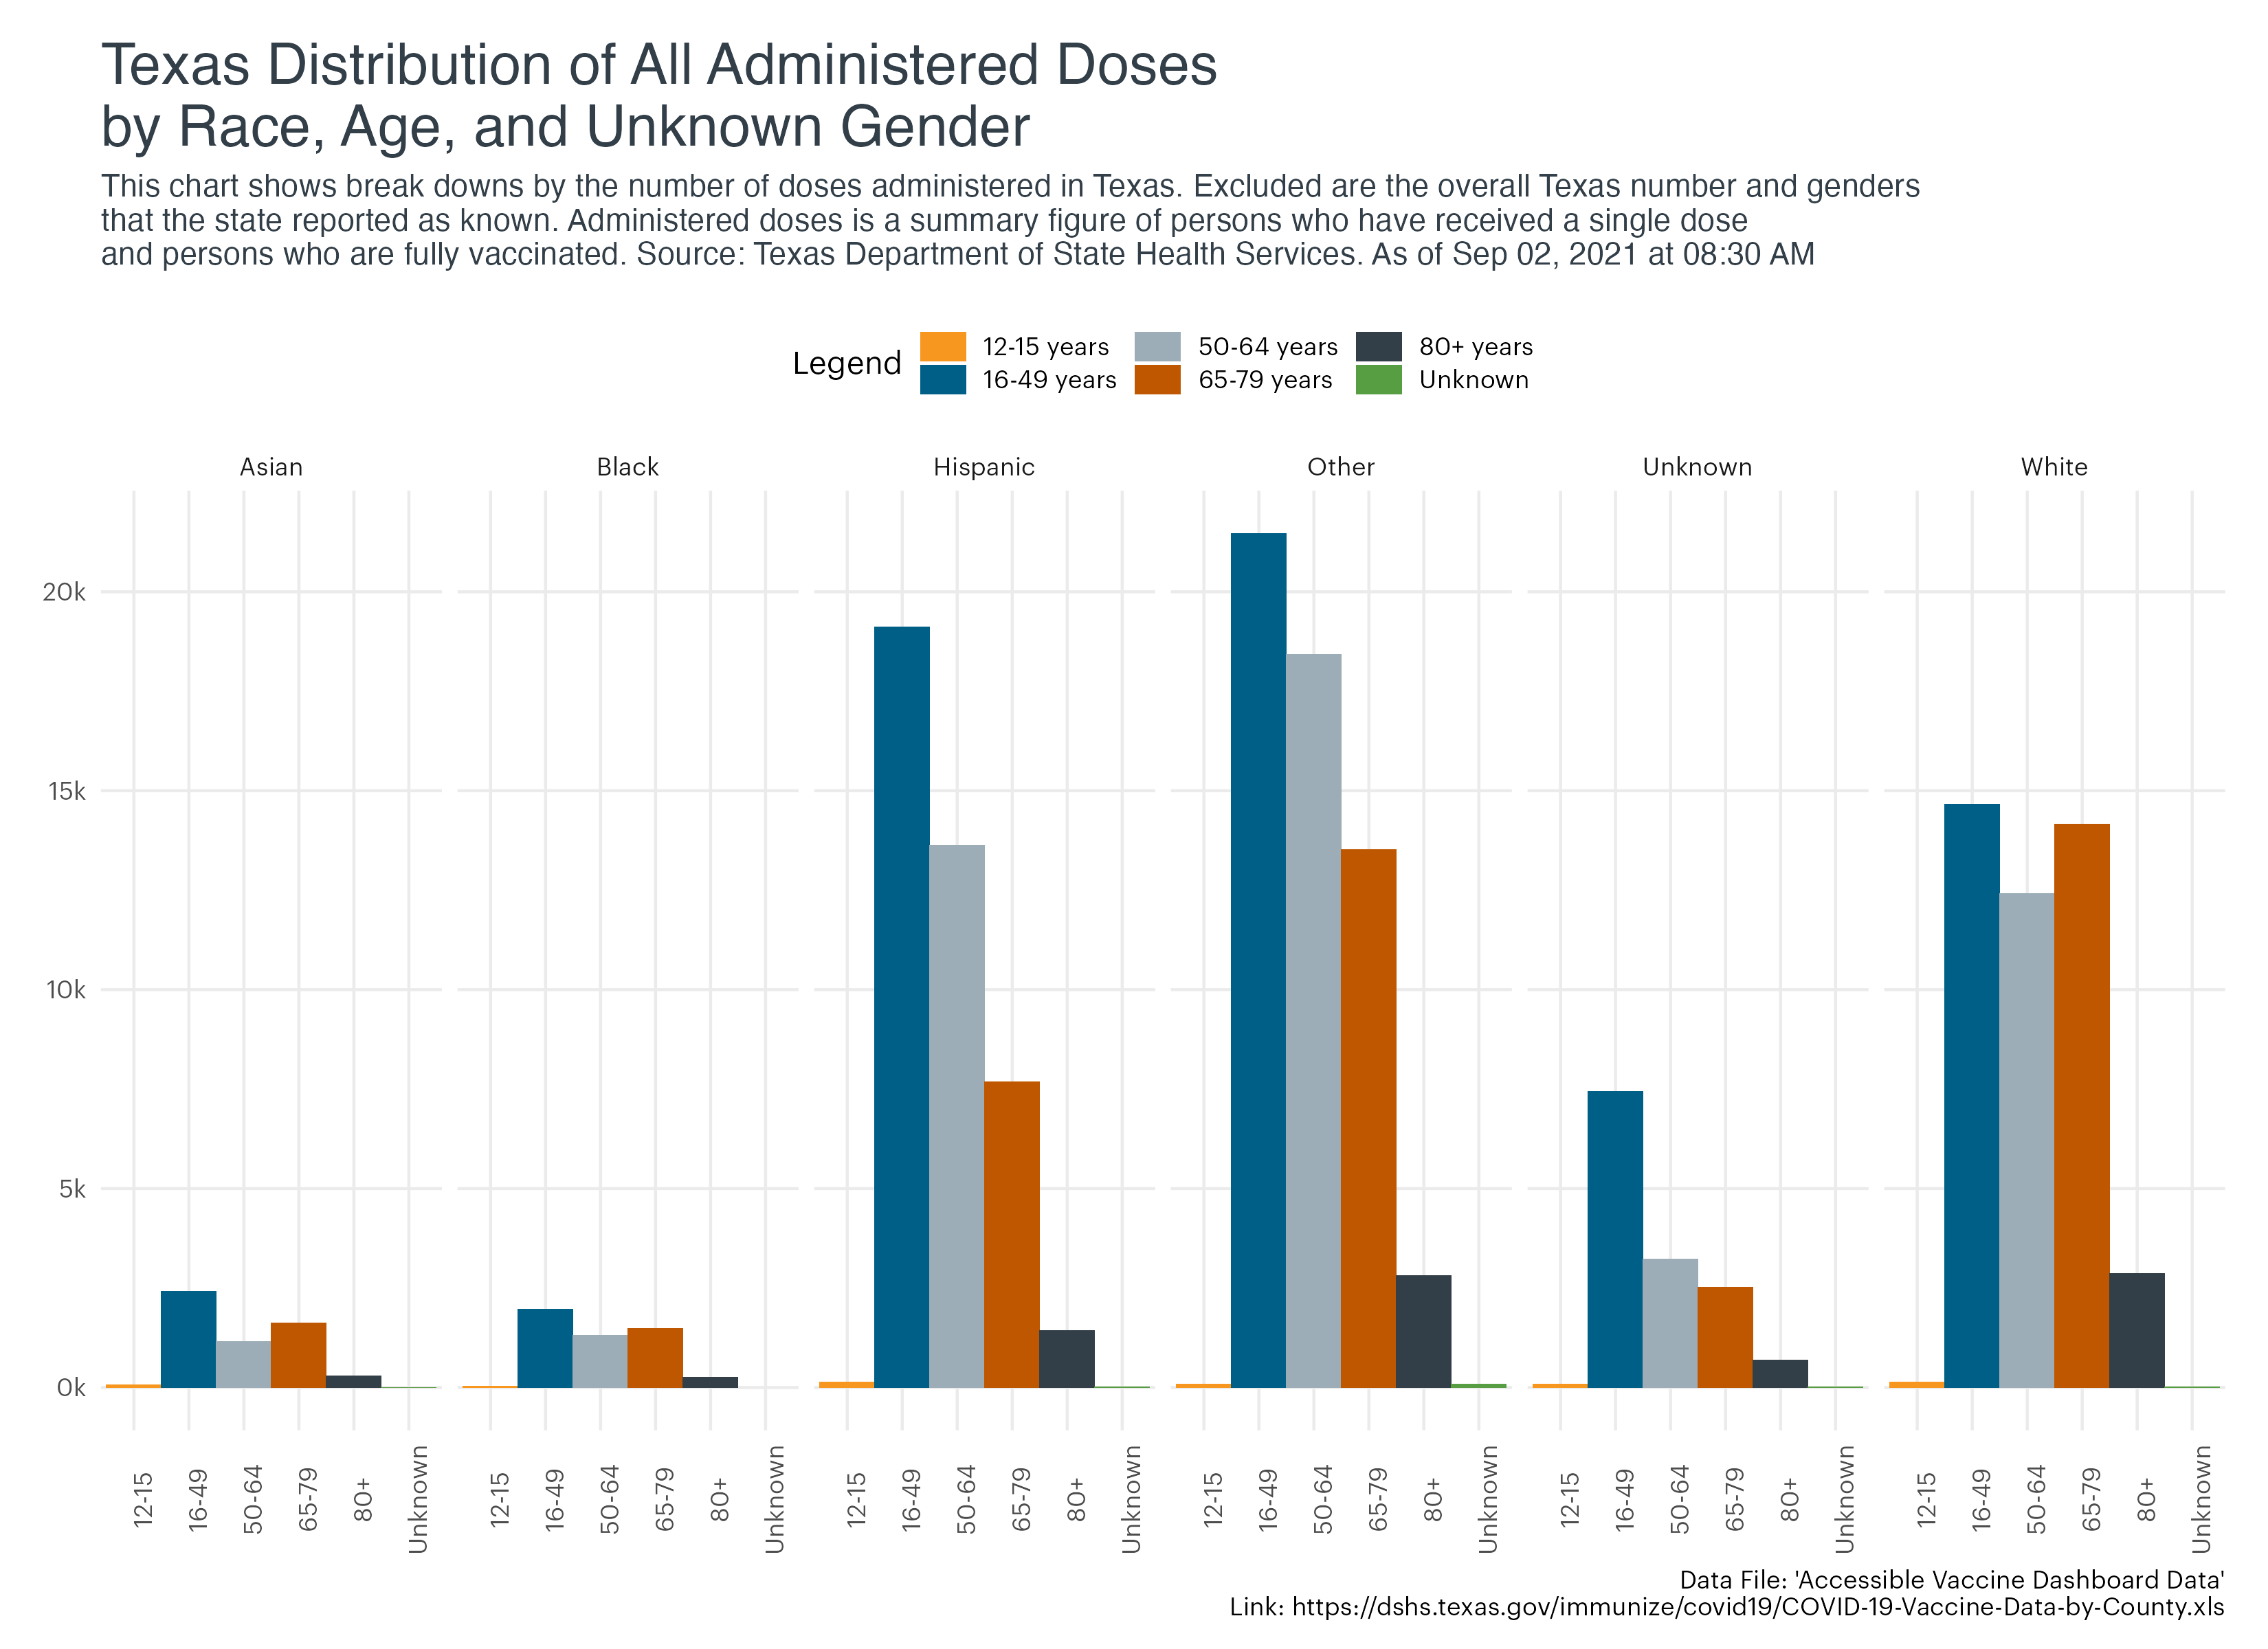 Texas Distribution of All Administered Doses
by Race, Age, and Unknown Gender
This chart shows break downs by the number of doses administered in Texas. Excluded are the overall Texas number and genders
that the state reported as known. Administered doses is a summary figure of persons who have received a single dose
and persons who are fully vaccinated. Source: Texas Department of State Health Services. As of Sep 02, 2021 at 08:30 AM
Legend
12-15 years 50-64 years 80+ years
16-49 years 65-79 years Unknown
Asian Black Hispanic Other Unknown White
20k
15k
10k
5k
0k
12-15 16-49 50-64 65-79 80+ Unknown 12-15 16-49 50-64 65-79 80+ Unknown 12-15 16-49 50-64 65-79 80+ Unknown 12-15 16-49 50-64 65-79 80+ Unknown 12-15 16-49 50-64 65-79 80+ Unknown 12-15 16-49 50-64 65-79 80+ Unknown
Data File: 'Accessible Vaccine Dashboard Data'
Link: https://dshs.texas.gov/immunize/covid19/COVID-19-Vaccine-Data-by-County.xls